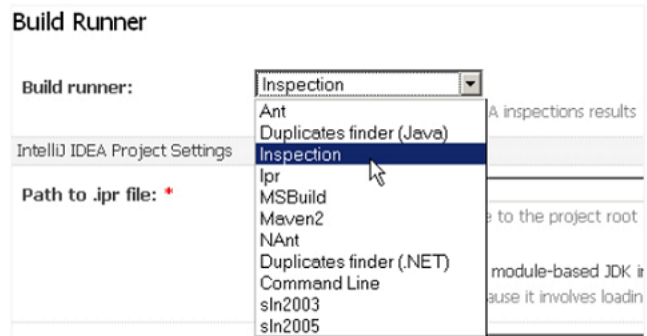 Build Runner
Build runner:
Inspection
Ant
A inspections results
Duplicates finder (Java)
IntelliJ IDEA Project Settings
Inspection
Ipr
Path to .ipr file: *
MSBuild
Maven2
e to the project root
NAnt
Duplicates finder (.NET)
module-based JDK i
Command Line
ause it involves loadin
sln2003
sln2005